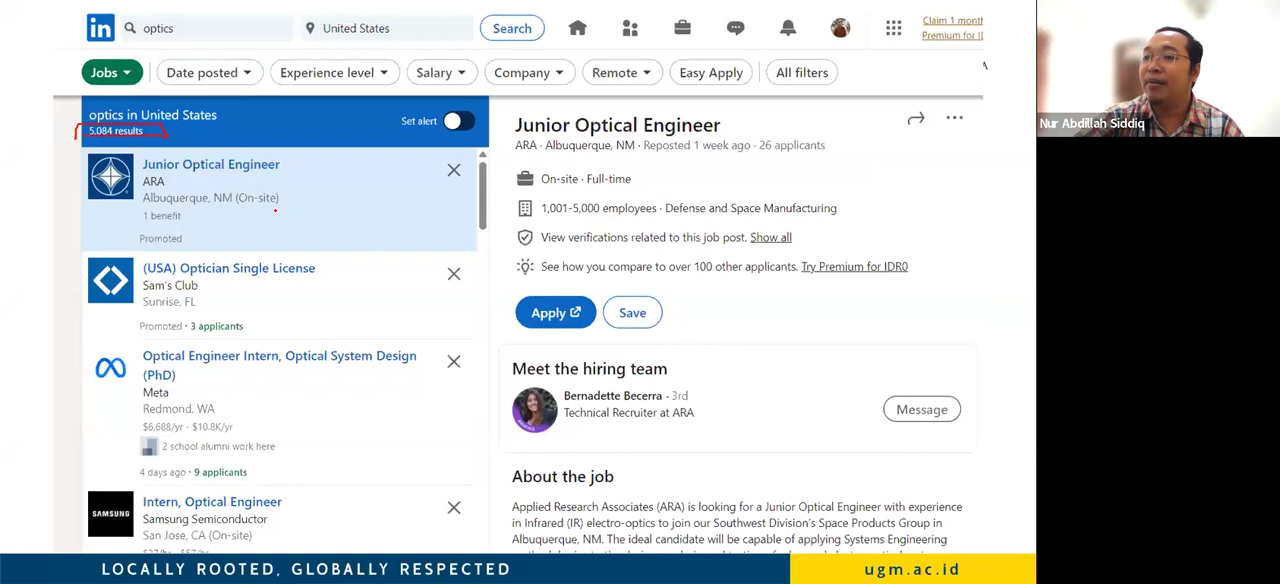 in
optics
United States
Search
Claim 1 month
Premium for IDR
Jobs
Date posted
Experience level
Salary
Company
Remote
Easy Apply
All filters
A
optics in United States
5.084 results
Set alert
Junior Optical Engineer
ARA
Albuquerque, NM (On-site)
1 benefit
Promoted
(USA) Optician Single License
Sam's Club
Sunrise, FL
Promoted · 3 applicants
Optical Engineer Intern, Optical System Design
(PhD)
Meta
Redmond, WA
$6,688/yr - $10.8K/yr
2 school alumni work here
4 days ago · 9 applicants
SAMSUNG
Intern, Optical Engineer
Samsung Semiconductor
San Jose, CA (On-site)
Junior Optical Engineer
ARA · Albuquerque, NM · Reposted 1 week ago · 26 applicants
On-site · Full-time
1,001-5,000 employees · Defense and Space Manufacturing
View verifications related to this job post. Show all
See how you compare to over 100 other applicants. Try Premium for IDR0
Apply
Save
Meet the hiring team
Bernadette Becerra · 3rd
Technical Recruiter at ARA
Message
About the job
Applied Research Associates (ARA) is looking for a Junior Optical Engineer with experience
in Infrared (IR) electro-optics to join our Southwest Division's Space Products Group in
Albuquerque, NM. The ideal candidate will be capable of applying Systems Engineering
Nur Abdillah Siddiq
LOCALLY ROOTED, GLOBALLY RESPECTED
ugm.ac.id